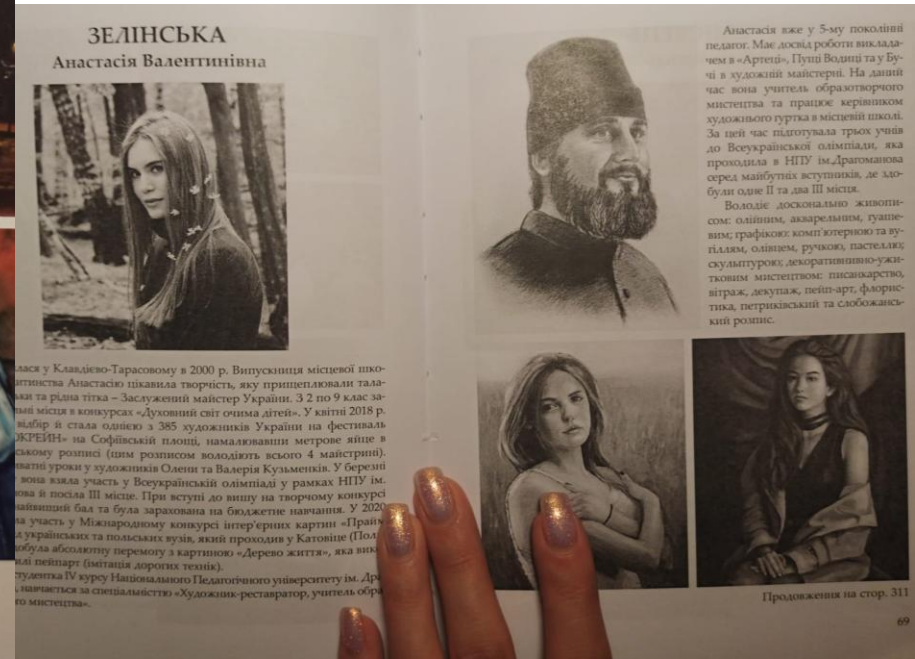 ЗЕЛІНСЬКА
Анастасія Валентинівна
лася у Клавдієво-Тарасовому в 2000 р. Випускниця місцевої шко-
итинства Анастасію цікавила творчість, яку прищеплювали тала-
ьки та рідна тітка – Заслужений майстер України. З 2 по 9 клас за-
ьні місця в конкурсах «Духовний світ очима дітей». У квітні 2018 р.
відбір й стала однією з 385 художників України на фестиваль
ОКРЕЙН» на Софіївській площі, намалювавши метрове яйце в
ському розписі (цим розписом володіють всього 4 майстрині).
ватні уроки у художників Олени та Валерія Кузьменків. У березні
вона взяла участь у Всеукраїнській олімпіаді у рамках НПУ ім.
ова й посіла III місце. При вступі до вишу на творчому конкурсі
найвищий бал та була зарахована на бюджетне навчання. У 2020
ла участь у Міжнародному конкурсі інтер'єрних картин «Прайм
д українських та польських вузів, який проходив у Катовіце (Пол
добула абсолютну перемогу з картиною «Дерево життя», яка вик
илі пейпарт (імітація дорогих технік).
студентка IV курсу Національного Педагогічного університету ім. Дра
, навчається за спеціальністю «Художник-реставратор, учитель обра
го мистецтва».
Анастасія вже у 5-му поколінні
педагог. Має досвід роботи виклада-
чем в «Артеці», Пущі Водиці та у Бу-
чі в художній майстерні. На даний
час вона учитель образотворчого
мистецтва та працює керівником
художнього гуртка в місцевій школі.
За цей час підготувала трьох учнів
до Всеукраїнської олімпіади, яка
проходила в НПУ ім.Драгоманова
серед майбутніх вступників, де здо-
були одне II та два III місця.
Володіє досконально живопи-
сом: олійним, акварельним, гуаше-
вим; графікою: комп'ютерною та ву-
гіллям, олівцем, ручкою, пастеллю;
скульптурою; декоративнивно-ужи-
тковим мистецтвом: писанкарство,
вітраж, декупаж, пейп-арт, флорис-
тика, петриківський та слобожансь-
кий розпис.
Продовження на стор. 311
69